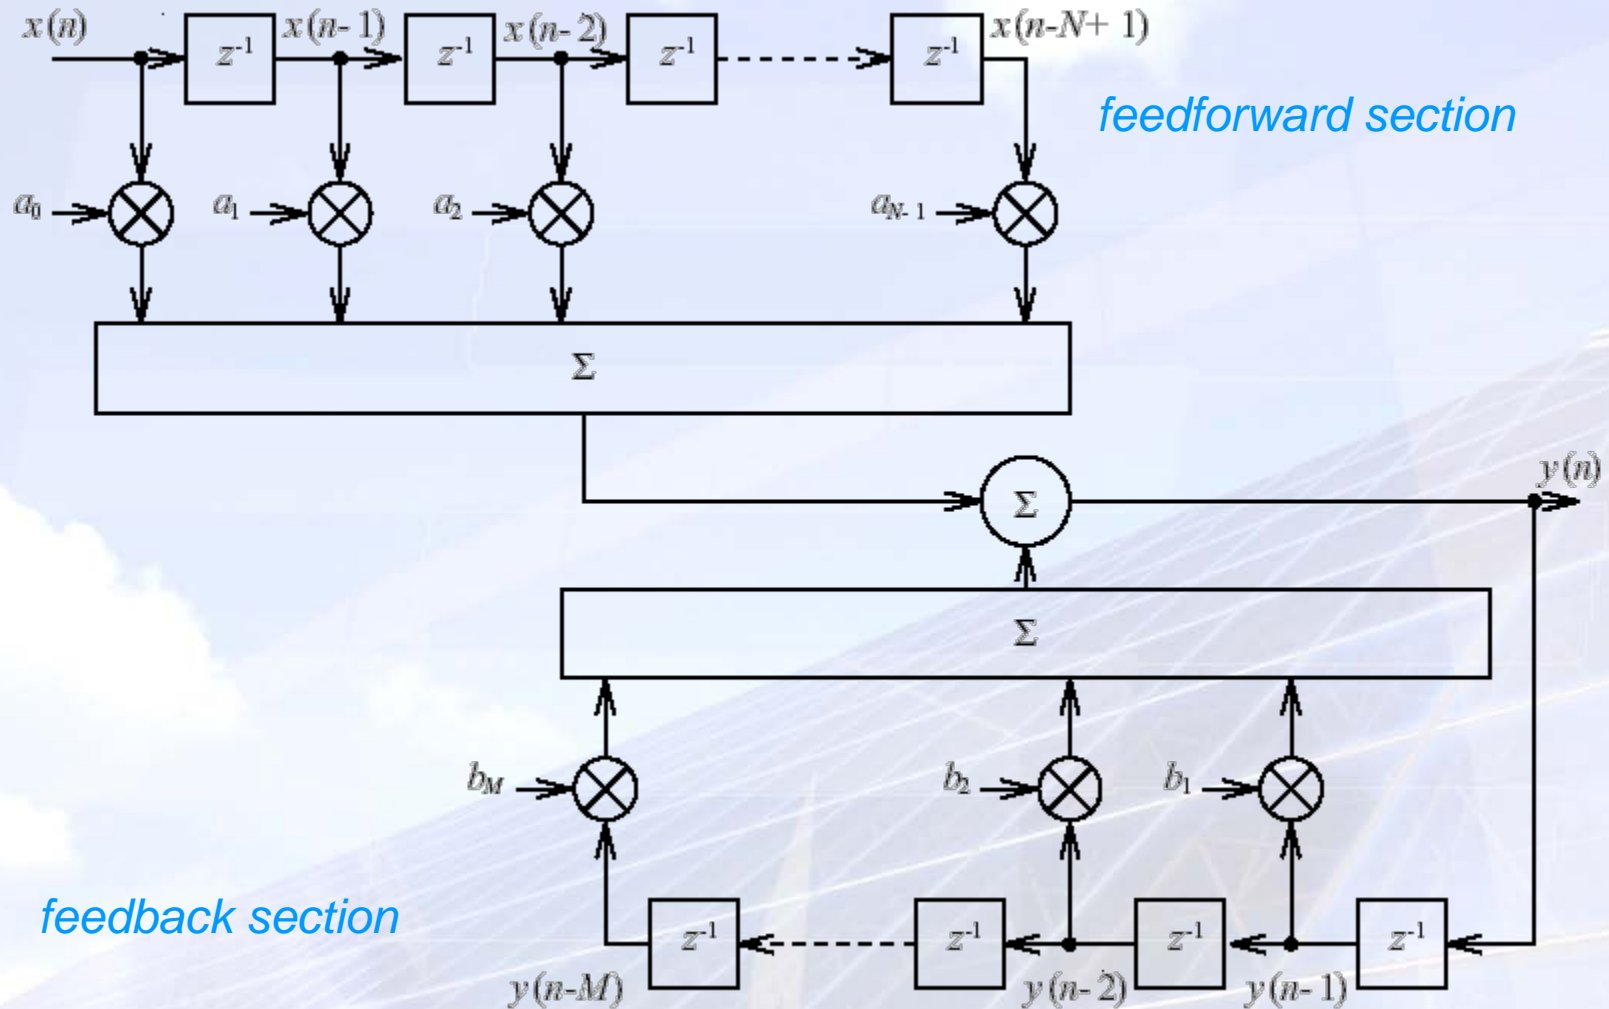 x(n) z⁻¹ x(n-1) z⁻¹ x(n-2) z⁻¹ z⁻¹ x(n-N+1)
feedforward section
a₀ a₁ a₂ a_{N-1}
Σ
Σ y(n)
Σ
b_M b₂ b₁
feedback section
z⁻¹ z⁻¹ z⁻¹ z⁻¹
y(n-M) y(n-2) y(n-1)